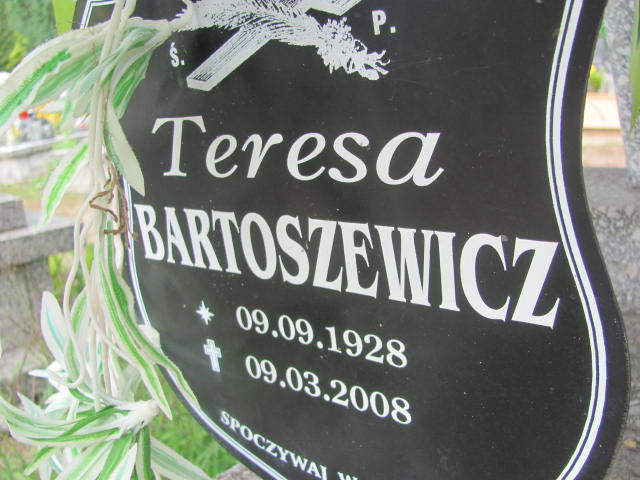 Ś. P.
Teresa
BARTOSZEWICZ
09.09.1928
09.03.2008
SPOCZYWAJ W